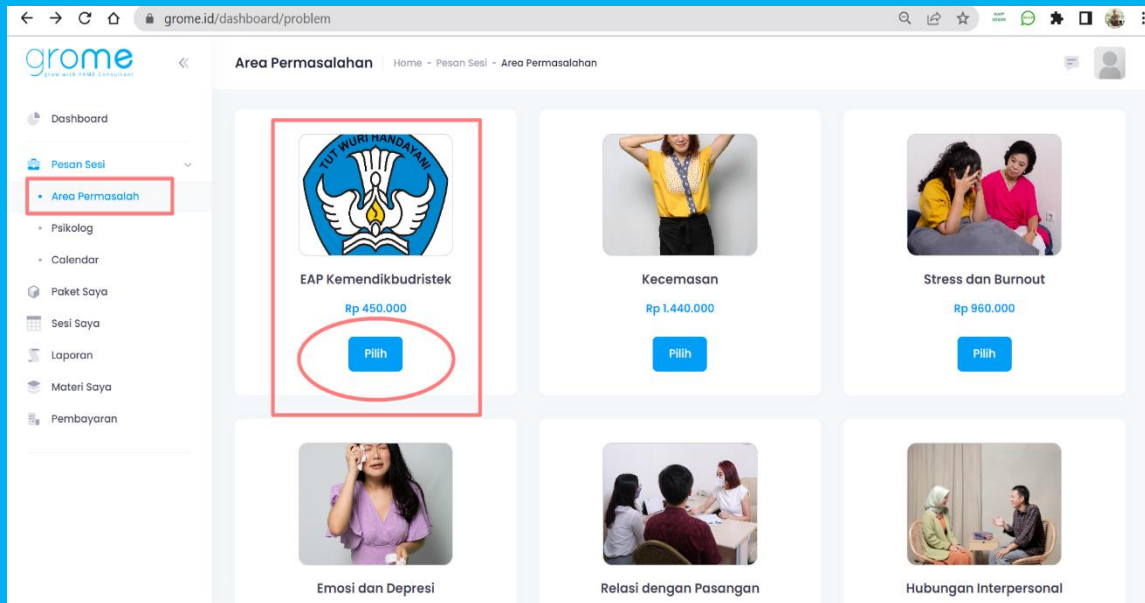 grome.id/dashboard/problem
grome
grow with FAME Consultant
Area Permasalahan
Home - Pesan Sesi - Area Permasalahan
Dashboard
Pesan Sesi
Area Permasalah
Psikolog
Calendar
Paket Saya
Sesi Saya
Laporan
Materi Saya
Pembayaran
TUT WURI HANDAYANI
EAP Kemendikbudristek
Rp 450.000
Pilih
Kecemasan
Rp 1.440.000
Pilih
Stress dan Burnout
Rp 960.000
Pilih
Emosi dan Depresi
Relasi dengan Pasangan
Hubungan Interpersonal